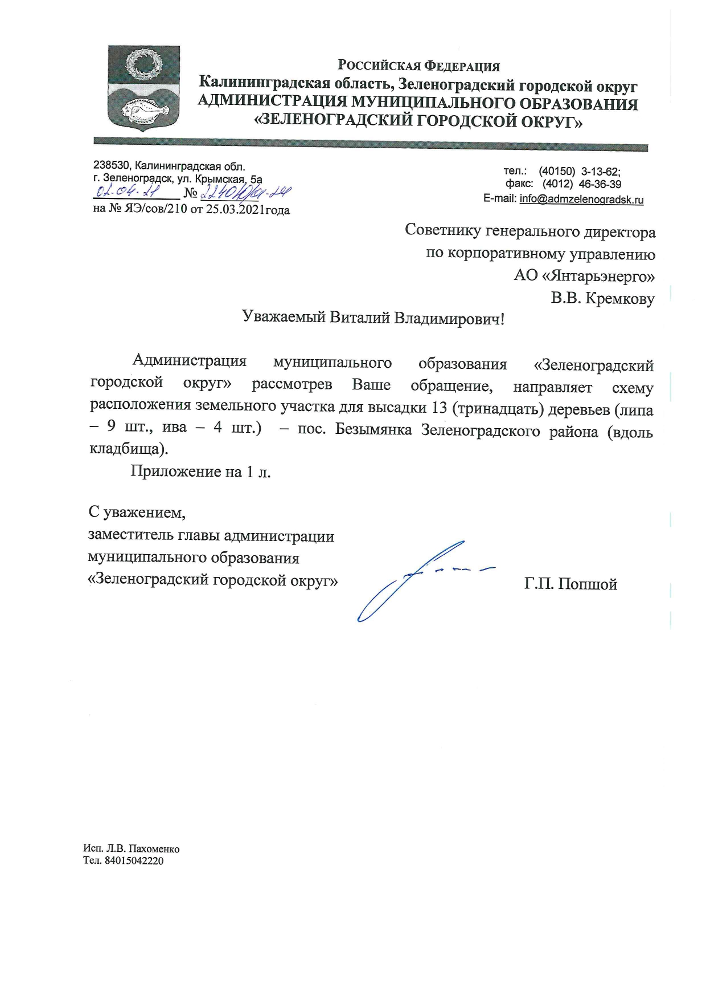 Российская Федерация
Калининградская область, Зеленоградский городской округ
АДМИНИСТРАЦИЯ МУНИЦИПАЛЬНОГО ОБРАЗОВАНИЯ
«ЗЕЛЕНОГРАДСКИЙ ГОРОДСКОЙ ОКРУГ»
238530, Калининградская обл.
г. Зеленоградск, ул. Крымская, 5а
02.04.21 №
на № ЯЭ/сов/210 от 25.03.2021года
тел.: (40150) 3-13-62;
факс: (4012) 46-36-39
E-mail: info@admzelenogradsk.ru
Советнику генерального директора
по корпоративному управлению
АО «Янтарьэнерго»
В.В. Кремкову
Уважаемый Виталий Владимирович!
Администрация муниципального образования «Зеленоградский
городской округ» рассмотрев Ваше обращение, направляет схему
расположения земельного участка для высадки 13 (тринадцать) деревьев (липа
– 9 шт., ива – 4 шт.) – пос. Безымянка Зеленоградского района (вдоль
кладбища).
Приложение на 1 л.
С уважением,
заместитель главы администрации
муниципального образования
«Зеленоградский городской округ»
Г.П. Попшой
Исп. Л.В. Пахоменко
Тел. 84015042220